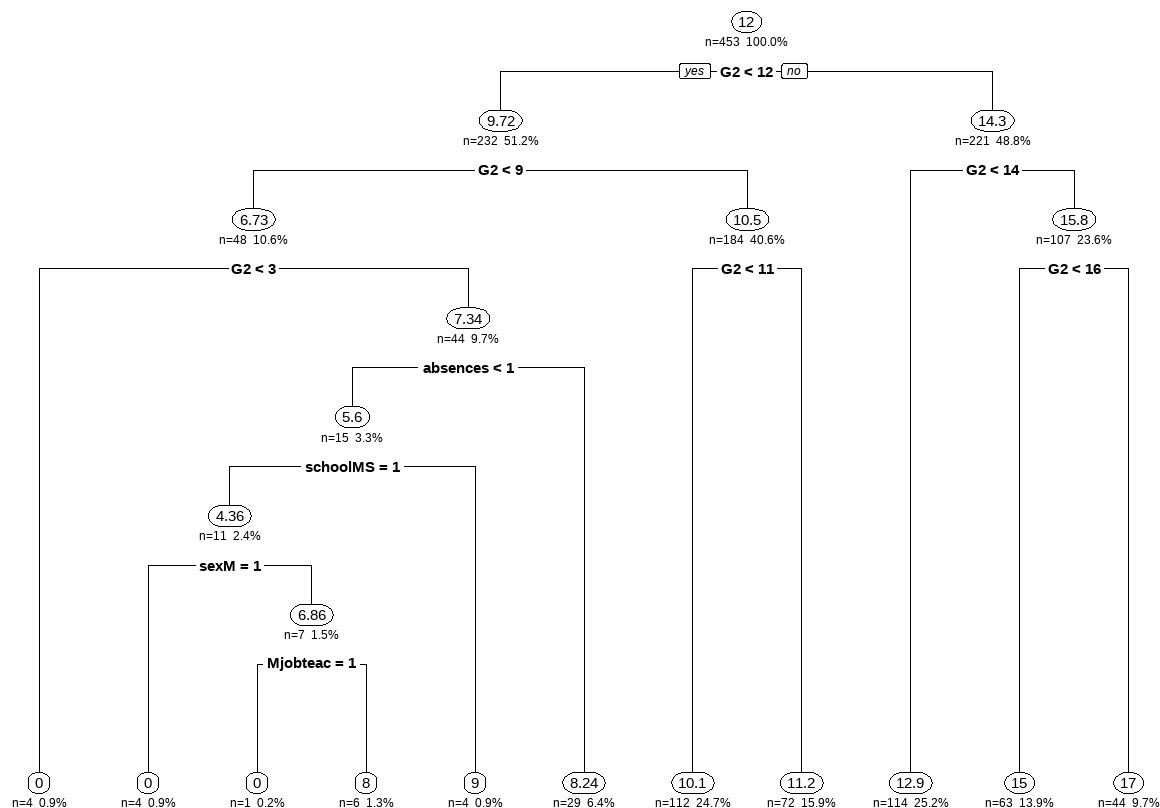 12
n=453 100.0%
yes G2 < 12 no
9.72 14.3
n=232 51.2% n=221 48.8%
G2 < 9 G2 < 14
6.73 10.5 15.8
n=48 10.6% n=184 40.6% n=107 23.6%
G2 < 3 G2 < 11 G2 < 16
7.34
n=44 9.7%
absences < 1
5.6
n=15 3.3%
schoolMS = 1
4.36
n=11 2.4%
sexM = 1
6.86
n=7 1.5%
Mjobteac = 1
0 0 0 8 9 8.24 10.1 11.2 12.9 15 17
n=4 0.9% n=4 0.9% n=1 0.2% n=6 1.3% n=4 0.9% n=29 6.4% n=112 24.7% n=72 15.9% n=114 25.2% n=63 13.9% n=44 9.7%